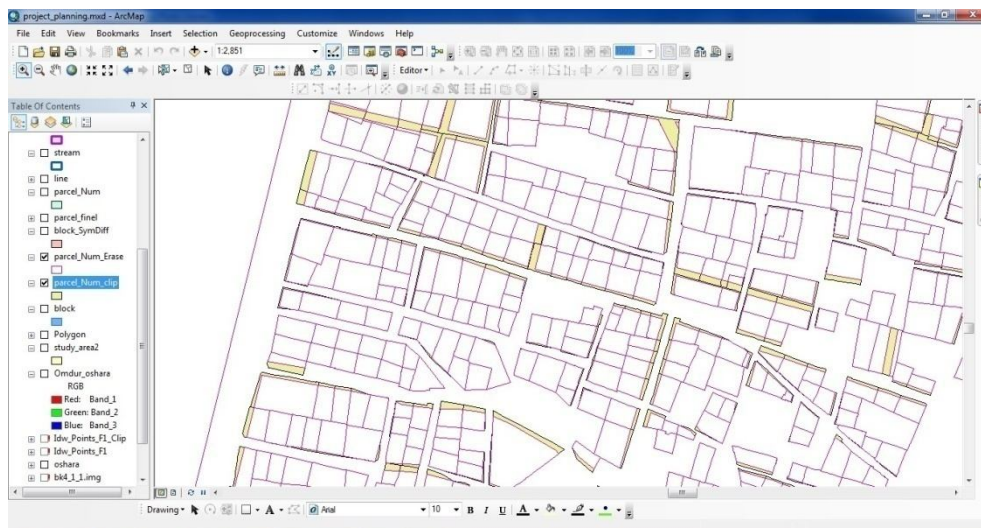 project_planning.mxd - ArcMap
File Edit View Bookmarks Insert Selection Geoprocessing Customize Windows Help
1:2,851
Editor
Table Of Contents
stream
line
parcel_Num
parcel_finel
block_SymDiff
parcel_Num_Erase
parcel_Num_clip
block
Polygon
study_area2
Omdur_oshara
RGB
Red: Band_1
Green: Band_2
Blue: Band_3
Idw_Points_F1_Clip
Idw_Points_F1
oshara
bk4_1_1.img
Drawing A Arial 10 B I U A